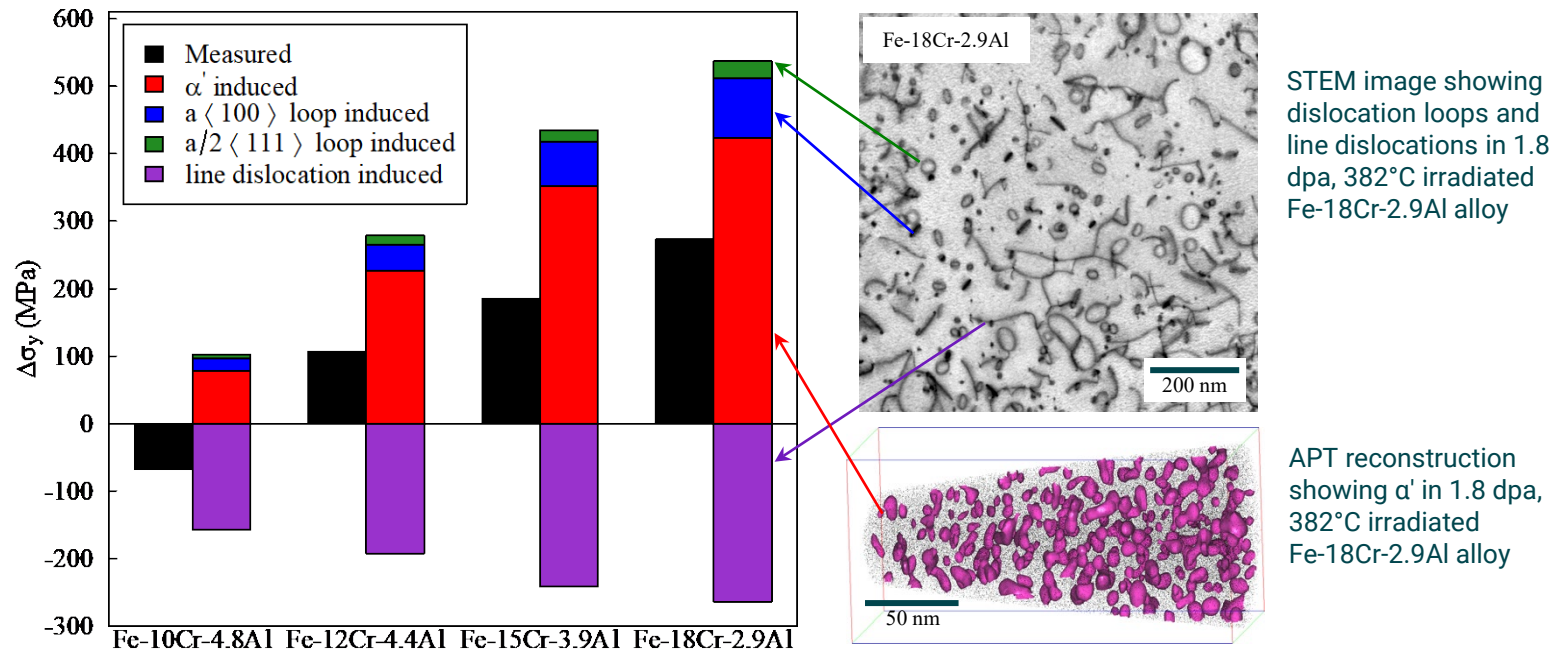 600
500
400
300
200
100
0
-100
-200
-300
Δσy (MPa)
Measured
α' induced
a⟨100⟩ loop induced
a/2⟨111⟩ loop induced
line dislocation induced
Fe-10Cr-4.8Al Fe-12Cr-4.4Al Fe-15Cr-3.9Al Fe-18Cr-2.9Al
Fe-18Cr-2.9Al
200 nm
50 nm
STEM image showing
dislocation loops and
line dislocations in 1.8
dpa, 382°C irradiated
Fe-18Cr-2.9Al alloy
APT reconstruction
showing α' in 1.8 dpa,
382°C irradiated
Fe-18Cr-2.9Al alloy